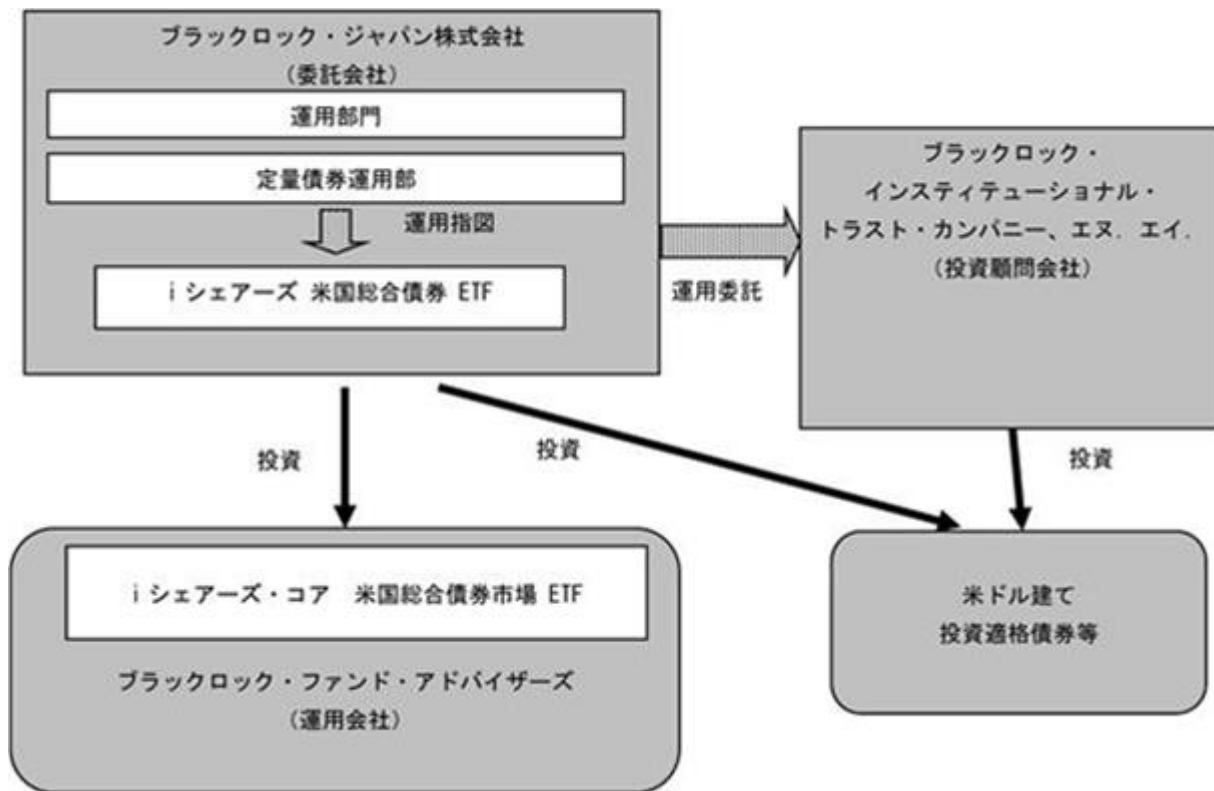 ブラックロック・ジャパン株式会社
（委託会社）
運用部門
定量債券運用部
運用指図
i シェアーズ 米国総合債券 ETF
運用委託
ブラックロック・
インスティテューショナル・
トラスト・カンパニー、エヌ．エイ．
（投資顧問会社）
投資
投資
投資
i シェアーズ・コア　米国総合債券市場 ETF
ブラックロック・ファンド・アドバイザーズ
（運用会社）
米ドル建て
投資適格債券等